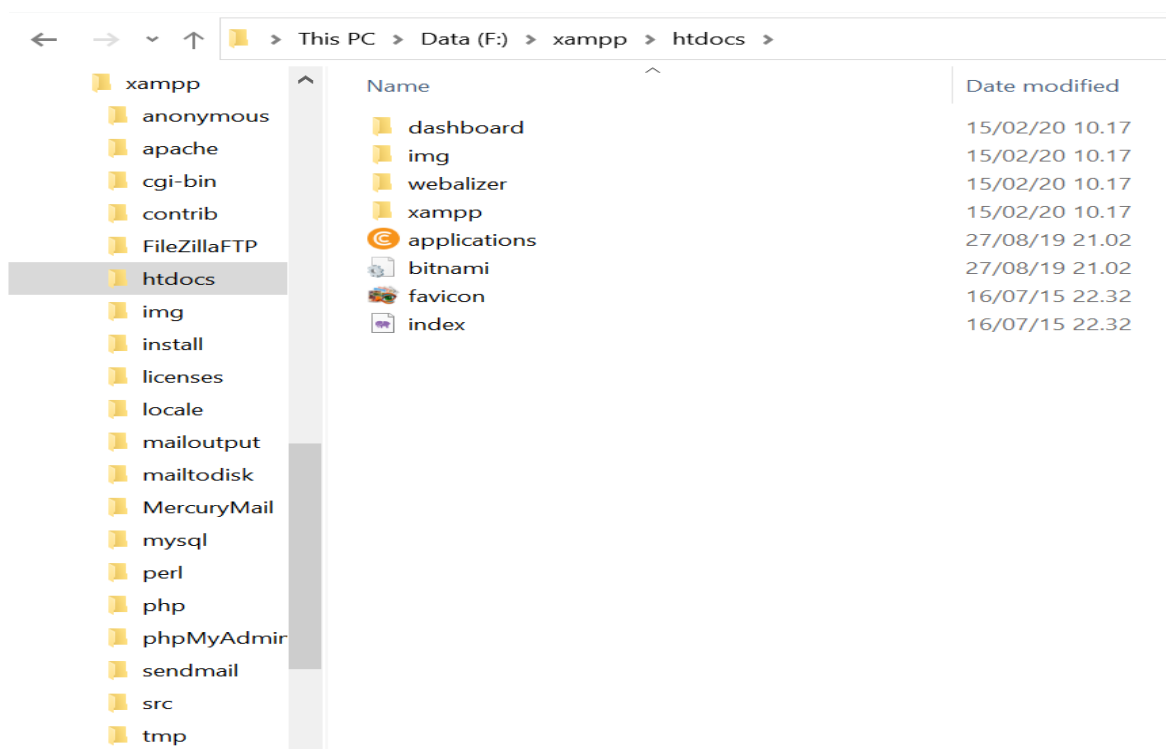 This PC > Data (F:) > xampp > htdocs >
xampp
anonymous
apache
cgi-bin
contrib
FileZillaFTP
htdocs
img
install
licenses
locale
mailoutput
mailtodisk
MercuryMail
mysql
perl
php
phpMyAdmin
sendmail
src
tmp
Name Date modified
dashboard 15/02/20 10.17
img 15/02/20 10.17
webalizer 15/02/20 10.17
xampp 15/02/20 10.17
applications 27/08/19 21.02
bitnami 27/08/19 21.02
favicon 16/07/15 22.32
index 16/07/15 22.32